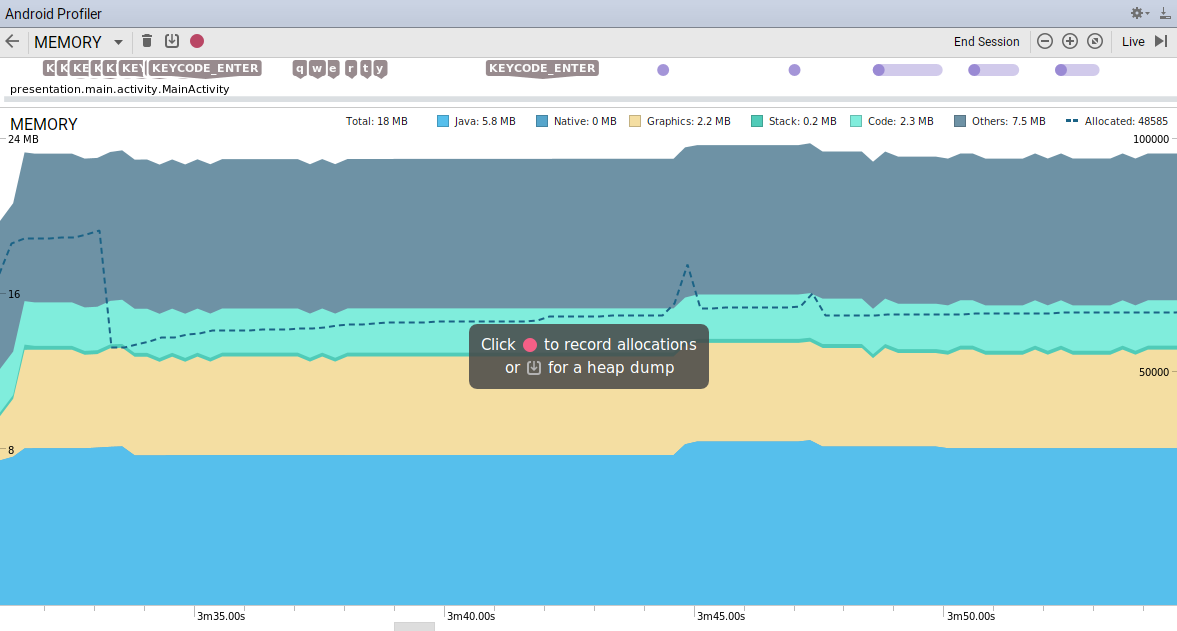 Android Profiler
MEMORY
End Session
Live
K K KE K K KEY KEYCODE_ENTER q w e r t y KEYCODE_ENTER
presentation.main.activity.MainActivity
MEMORY
Total: 18 MB Java: 5.8 MB Native: 0 MB Graphics: 2.2 MB Stack: 0.2 MB Code: 2.3 MB Others: 7.5 MB Allocated: 48585
24 MB 100000
16
Click to record allocations
or for a heap dump
50000
8
3m35.00s 3m40.00s 3m45.00s 3m50.00s